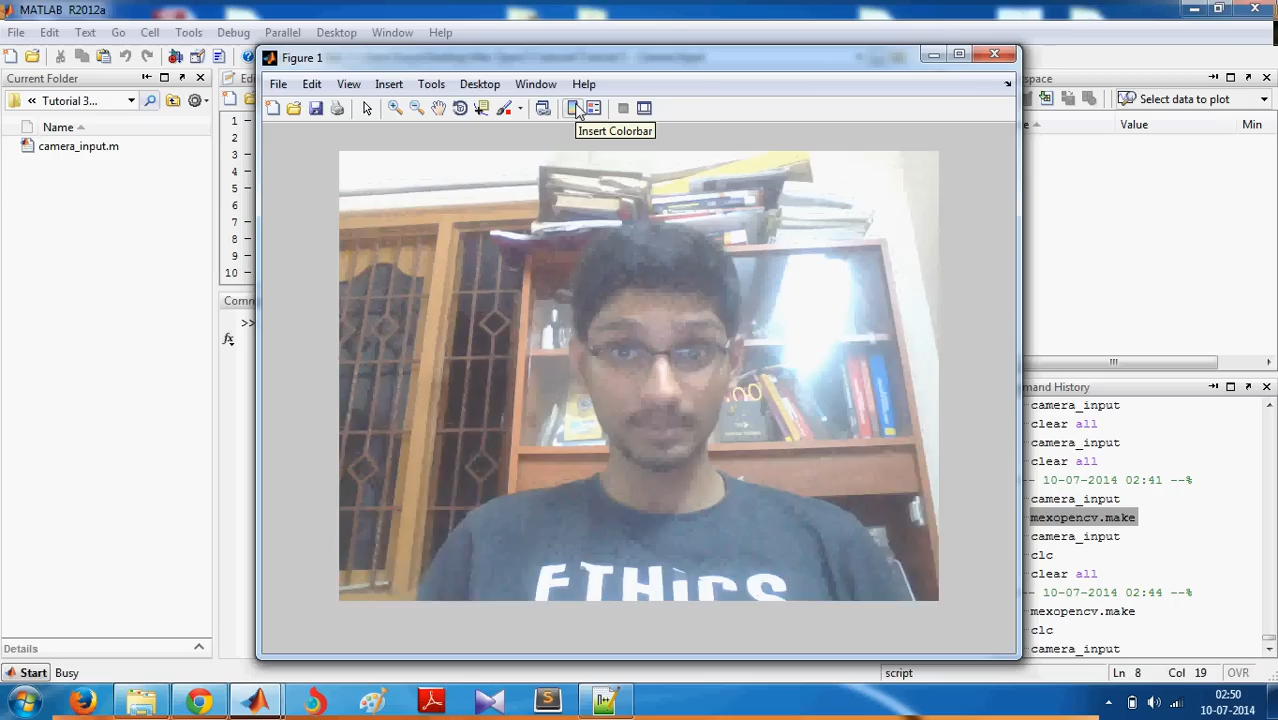 MATLAB R2012a
File Edit Text Go Cell Tools Debug Parallel Desktop Window Help
Current Folder
Tutorial 3...
Name
camera_input.m
1
2
3
4
5
6
7
8
9
10
>>
fx
Figure 1
File Edit View Insert Tools Desktop Window Help
Insert Colorbar
ETHiCS
Select data to plot
Value Min
camera_input
clear all
camera_input
clear all
10-07-2014 02:41 --%
camera_input
mexopencv.make
camera_input
clc
clear all
10-07-2014 02:44 --%
mexopencv.make
clc
camera_input
Details
Start Busy
script Ln 8 Col 19 OVR
02:50
10-07-2014